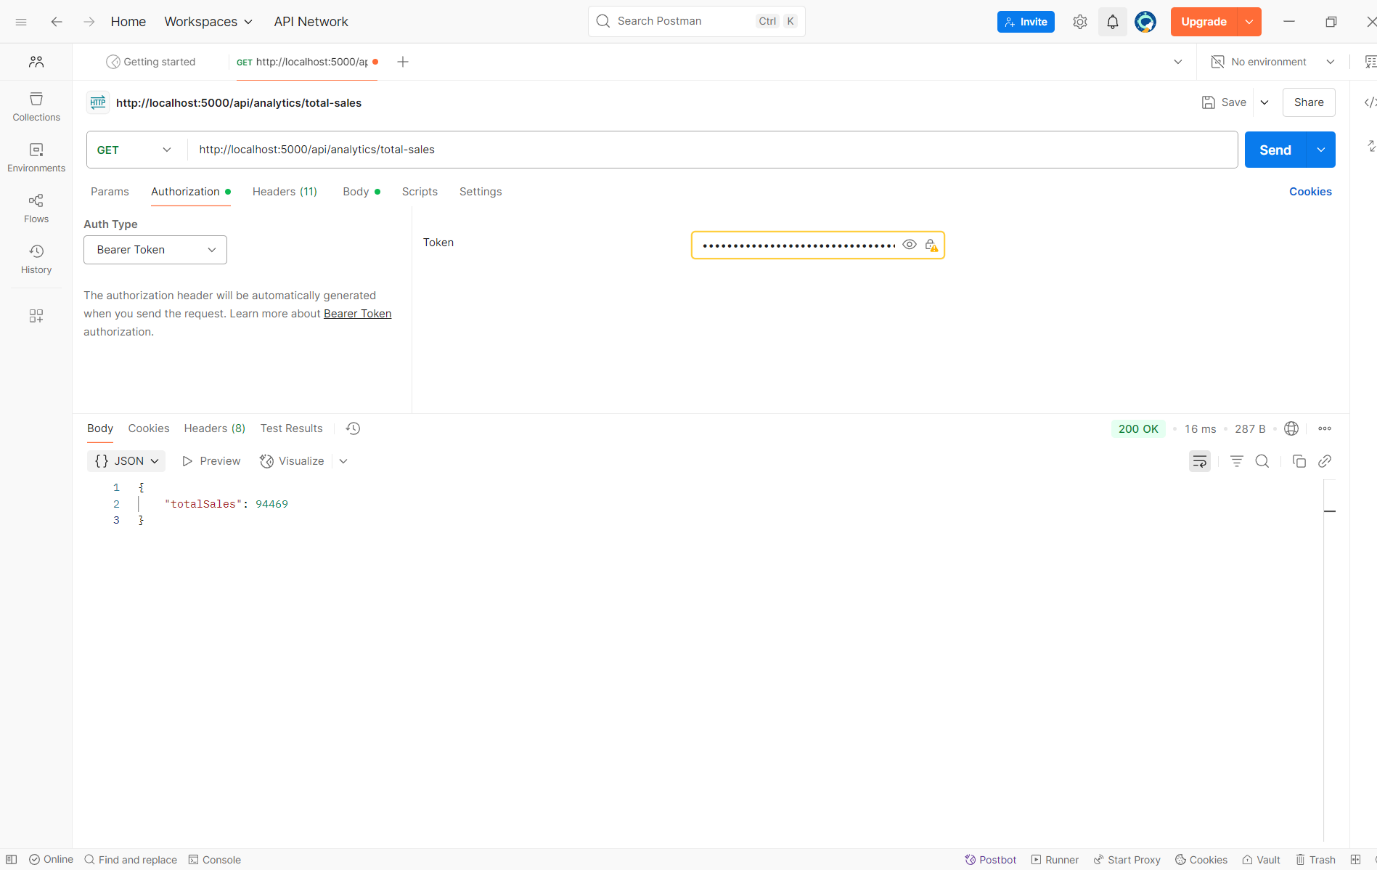 Home Workspaces API Network Search Postman Ctrl K Invite Upgrade
Getting started GET http://localhost:5000/ap No environment
HTTP http://localhost:5000/api/analytics/total-sales Save Share
GET http://localhost:5000/api/analytics/total-sales Send
Params Authorization Headers (11) Body Scripts Settings Cookies
Collections
Environments
Flows
History
Auth Type
Bearer Token
Token
The authorization header will be automatically generated
when you send the request. Learn more about Bearer Token
authorization.
Body Cookies Headers (8) Test Results 200 OK 16 ms 287 B
{} JSON Preview Visualize
1 {
2 "totalSales": 94469
3 }
Online Find and replace Console Postbot Runner Start Proxy Cookies Vault Trash